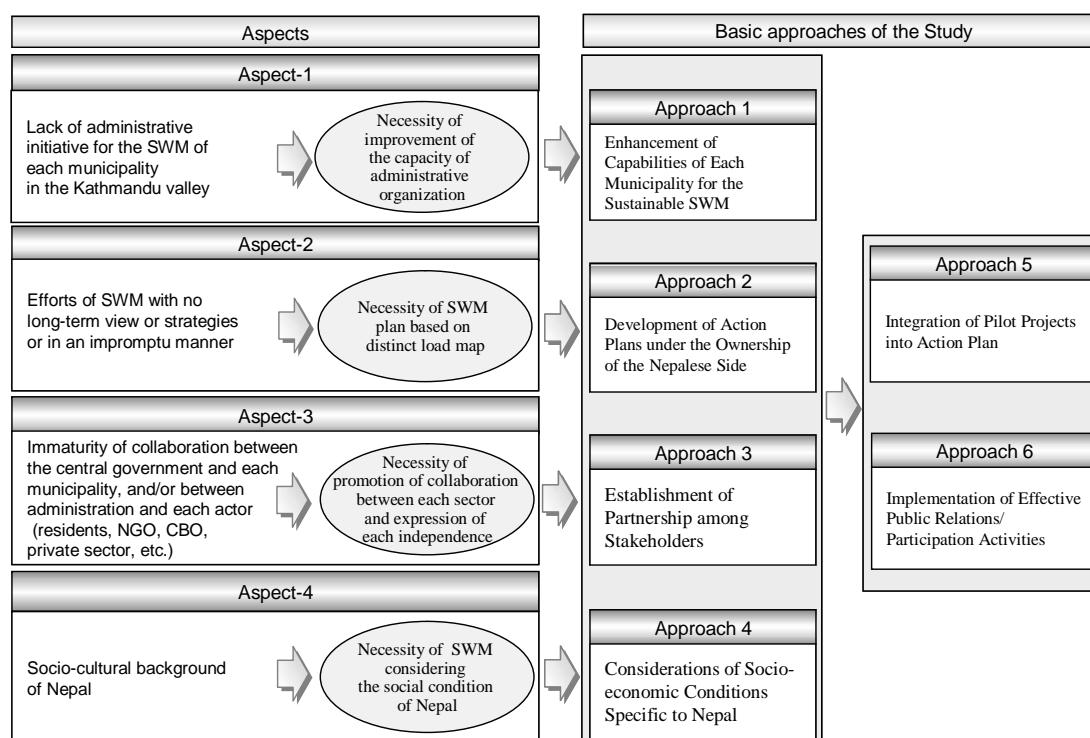 Aspects
Basic approaches of the Study
Aspect-1
Lack of administrative
initiative for the SWM of
each municipality
in the Kathmandu valley
Necessity of
improvement of
the capacity of
administrative
organization
Approach 1
Enhancement of
Capabilities of Each
Municipality for the
Sustainable SWM
Aspect-2
Efforts of SWM with no
long-term view or strategies
or in an impromptu manner
Necessity of SWM
plan based on
distinct load map
Approach 2
Development of Action
Plans under the Ownership
of the Nepalese Side
Aspect-3
Immaturity of collaboration between
the central government and each
municipality, and/or between
administration and each actor
(residents, NGO, CBO,
private sector, etc.)
Necessity of
promotion of collaboration
between each sector
and expression of
each independence
Approach 3
Establishment of
Partnership among
Stakeholders
Aspect-4
Socio-cultural background
of Nepal
Necessity of SWM
considering
the social condition
of Nepal
Approach 4
Considerations of Socio-
economic Conditions
Specific to Nepal
Approach 5
Integration of Pilot Projects
into Action Plan
Approach 6
Implementation of Effective
Public Relations/
Participation Activities